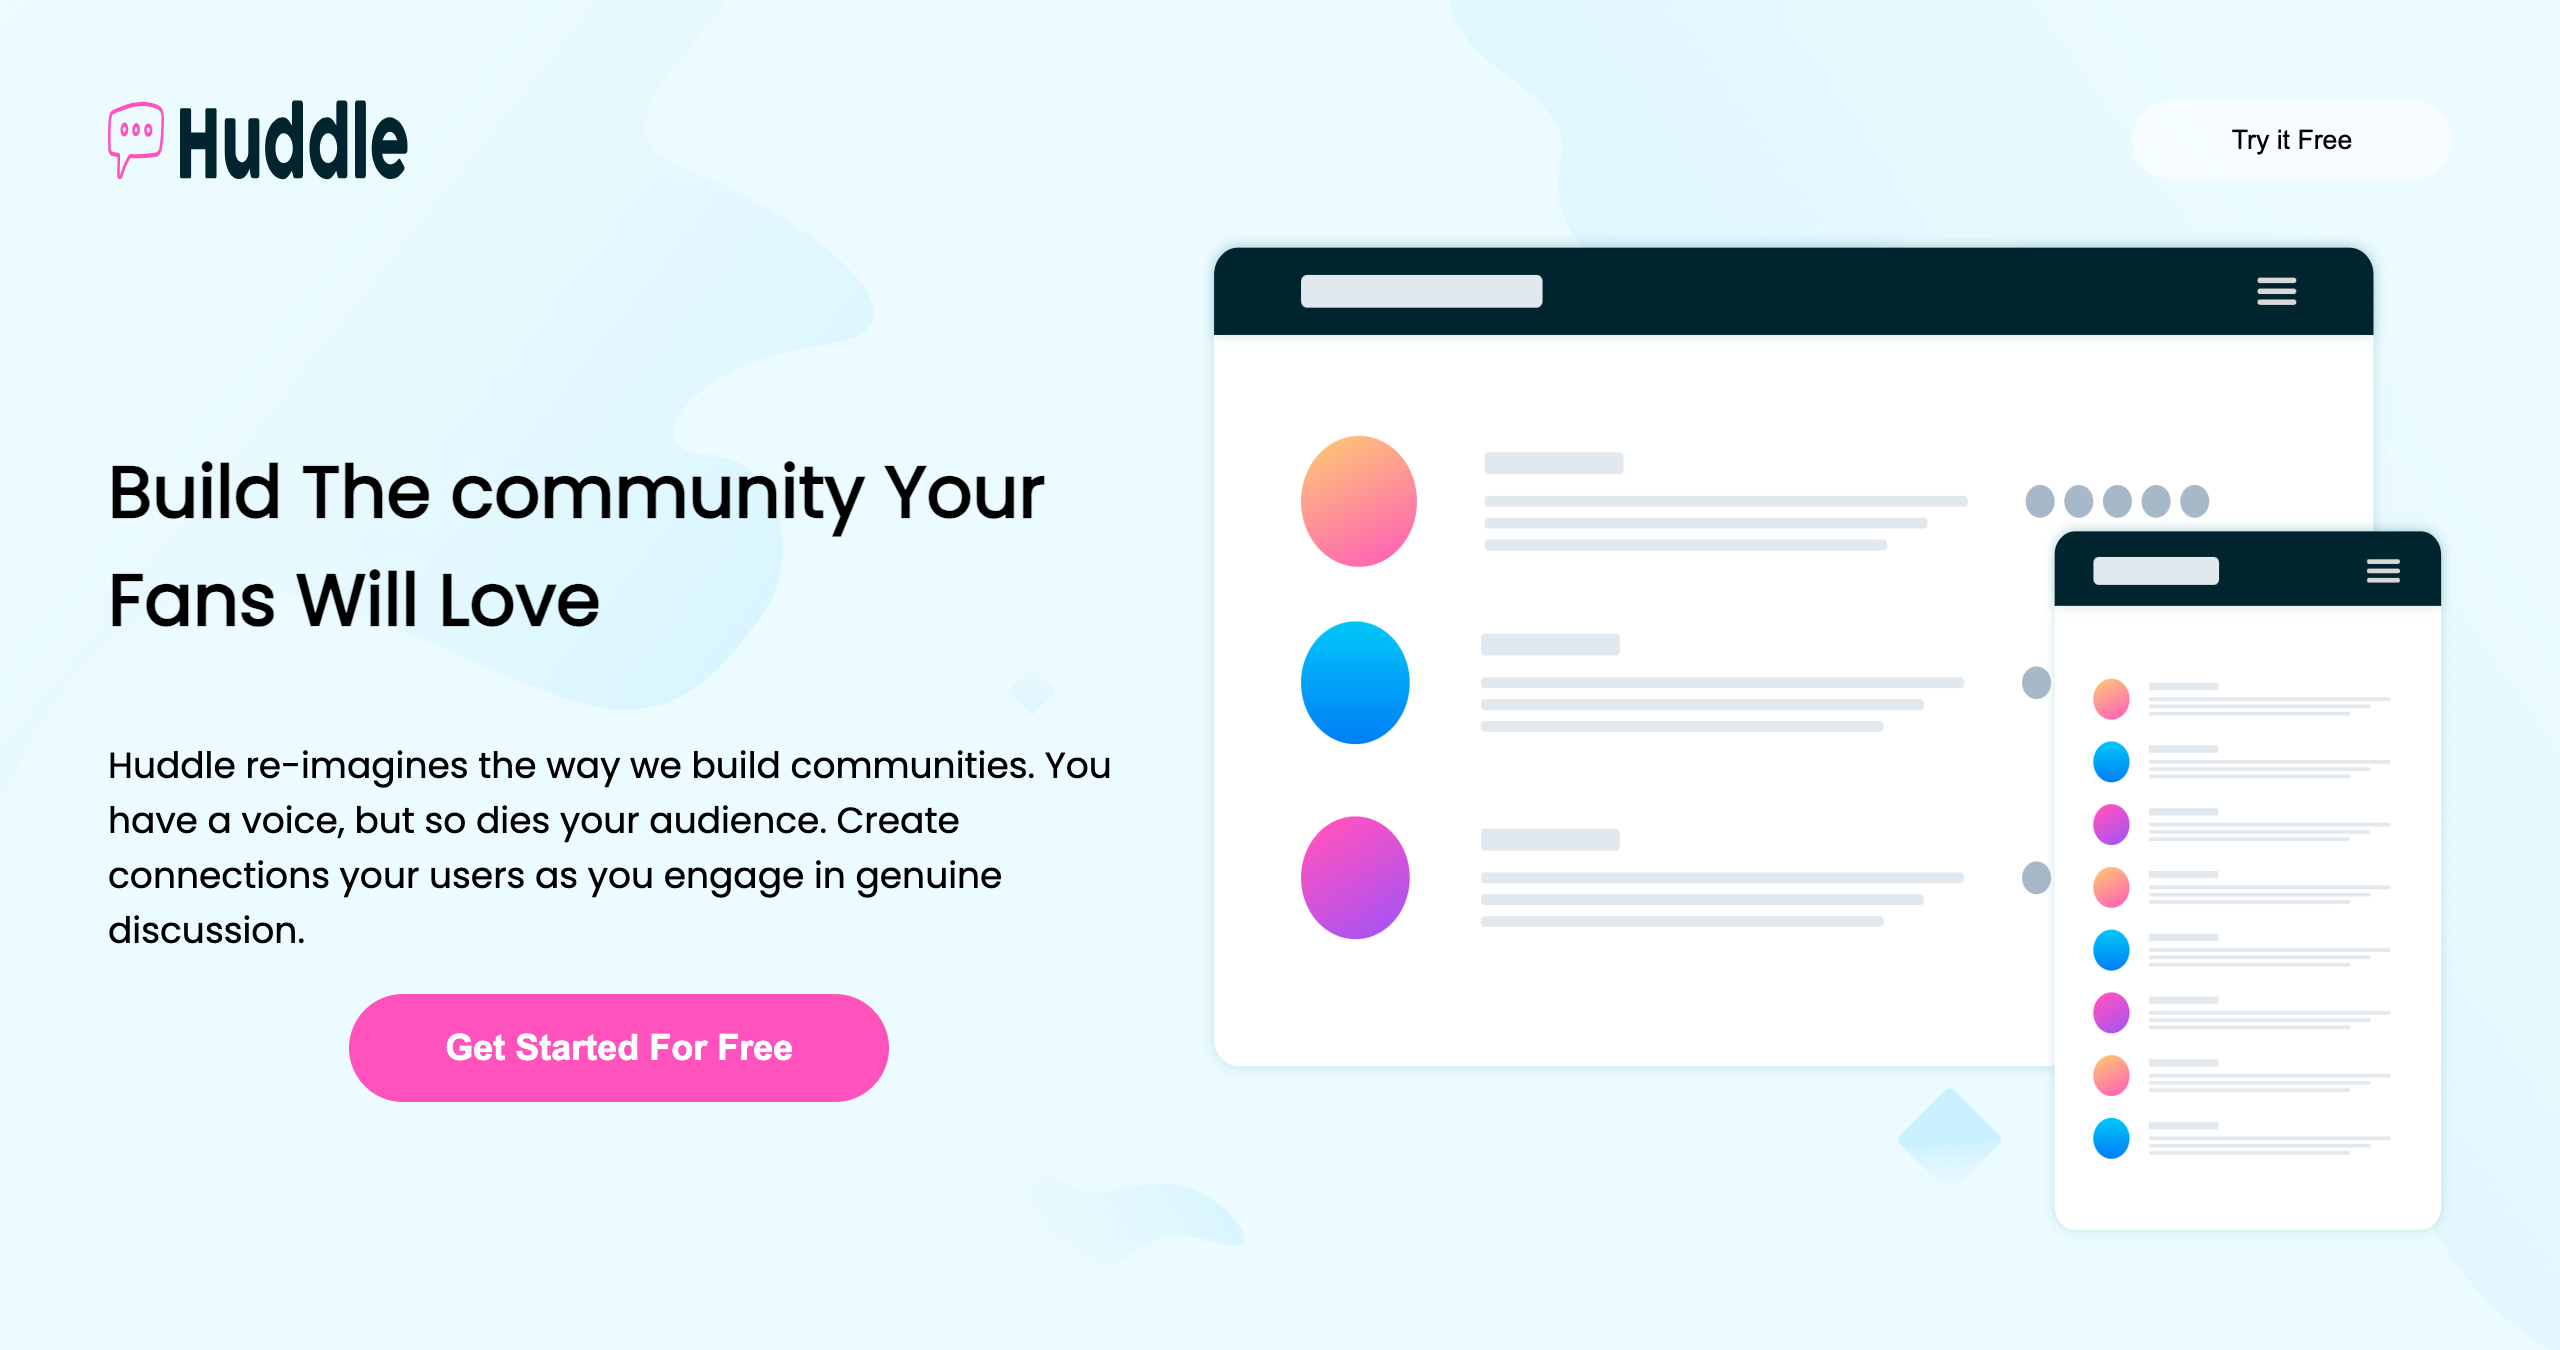 Huddle
Try it Free
Build The community Your
Fans Will Love
Huddle re-imagines the way we build communities. You
have a voice, but so dies your audience. Create
connections your users as you engage in genuine
discussion.
Get Started For Free